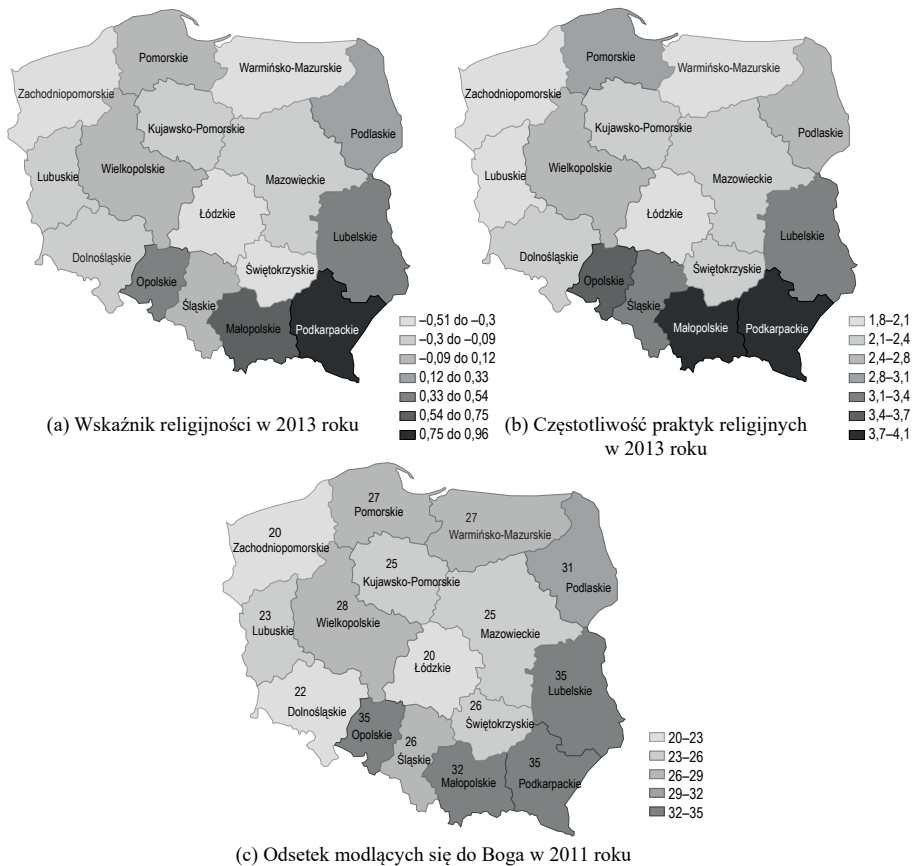 Pomorskie
Warmińsko-Mazurskie
Zachodniopomorskie
Kujawsko-Pomorskie
Podlaskie
Wielkopolskie
Lubuskie
Mazowieckie
Łódzkie
Lubelskie
Dolnośląskie
Świętokrzyskie
Opolskie
Śląskie
Małopolskie
Podkarpackie
–0,51 do –0,3
–0,3 do –0,09
–0,09 do 0,12
0,12 do 0,33
0,33 do 0,54
0,54 do 0,75
0,75 do 0,96
(a) Wskaźnik religijności w 2013 roku
Pomorskie
Warmińsko-Mazurskie
Zachodniopomorskie
Kujawsko-Pomorskie
Podlaskie
Wielkopolskie
Lubuskie
Mazowieckie
Łódzkie
Lubelskie
Dolnośląskie
Świętokrzyskie
Opolskie
Śląskie
Małopolskie
Podkarpackie
1,8–2,1
2,1–2,4
2,4–2,8
2,8–3,1
3,1–3,4
3,4–3,7
3,7–4,1
(b) Częstotliwość praktyk religijnych
w 2013 roku
27
Pomorskie
27
Warmińsko-Mazurskie
20
Zachodniopomorskie
25
Kujawsko-Pomorskie
31
Podlaskie
28
Wielkopolskie
23
Lubuskie
25
Mazowieckie
20
Łódzkie
35
Lubelskie
22
Dolnośląskie
26
Świętokrzyskie
35
Opolskie
26
Śląskie
32
Małopolskie
35
Podkarpackie
20–23
23–26
26–29
29–32
32–35
(c) Odsetek modlących się do Boga w 2011 roku